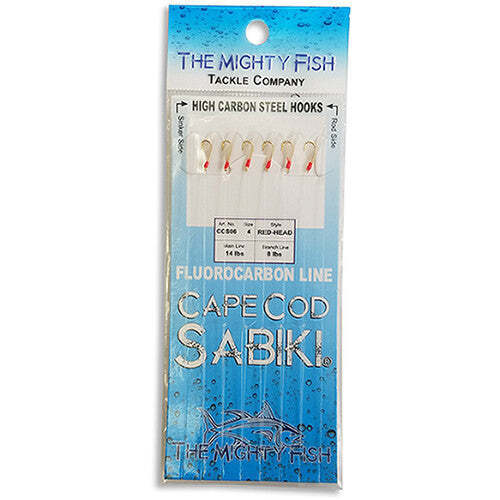 THE MIGHTY FISH
TACKLE COMPANY
HIGH CARBON STEEL HOOKS
Sinker Side
Rod Side
Art. No. Size Style
CCS06 4 RED-HEAD
Main Line Branch Line
14 lbs 8 lbs
FLUOROCARBON LINE
CAPE COD
SABIKI®
THE MIGHTY FISH